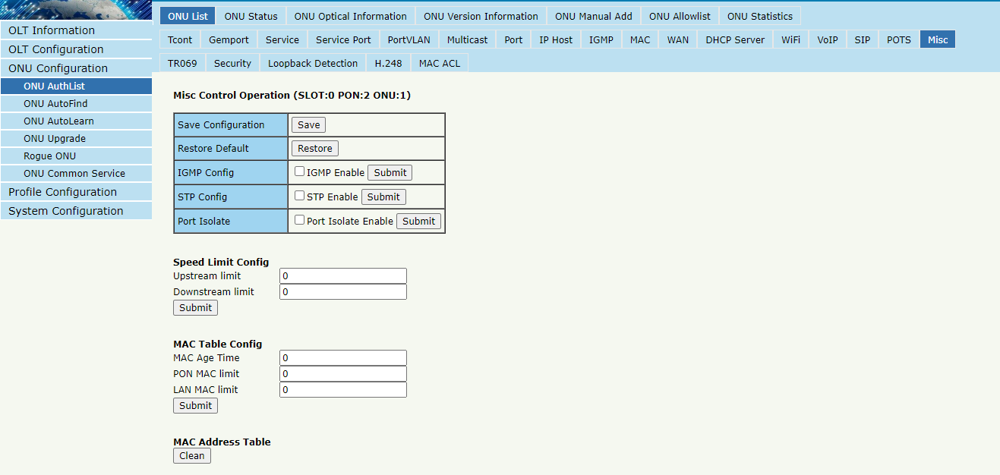 ONU List ONU Status ONU Optical Information ONU Version Information ONU Manual Add ONU Allowlist ONU Statistics
Tcont Gemport Service Service Port PortVLAN Multicast Port IP Host IGMP MAC WAN DHCP Server WiFi VoIP SIP POTS Misc
TR069 Security Loopback Detection H.248 MAC ACL
OLT Information
OLT Configuration
ONU Configuration
ONU AuthList
ONU AutoFind
ONU AutoLearn
ONU Upgrade
Rogue ONU
ONU Common Service
Profile Configuration
System Configuration
Misc Control Operation (SLOT:0 PON:2 ONU:1)
Save Configuration Save
Restore Default Restore
IGMP Config IGMP Enable Submit
STP Config STP Enable Submit
Port Isolate Port Isolate Enable Submit
Speed Limit Config
Upstream limit 0
Downstream limit 0
Submit
MAC Table Config
MAC Age Time 0
PON MAC limit 0
LAN MAC limit 0
Submit
MAC Address Table
Clean